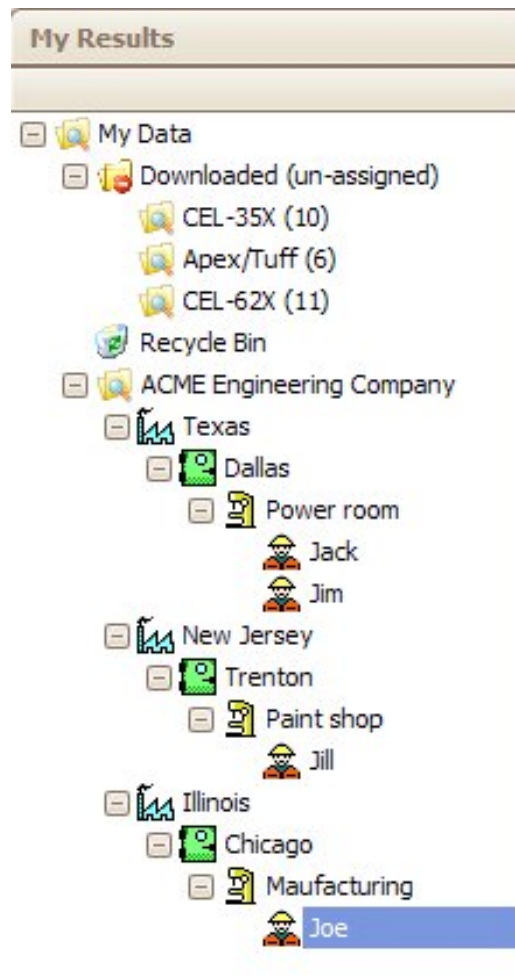 My Results
My Data
Downloaded (un-assigned)
CEL-35X (10)
Apex/Tuff (6)
CEL-62X (11)
Recycle Bin
ACME Engineering Company
Texas
Dallas
Power room
Jack
Jim
New Jersey
Trenton
Paint shop
Jill
Illinois
Chicago
Maufacturing
Joe